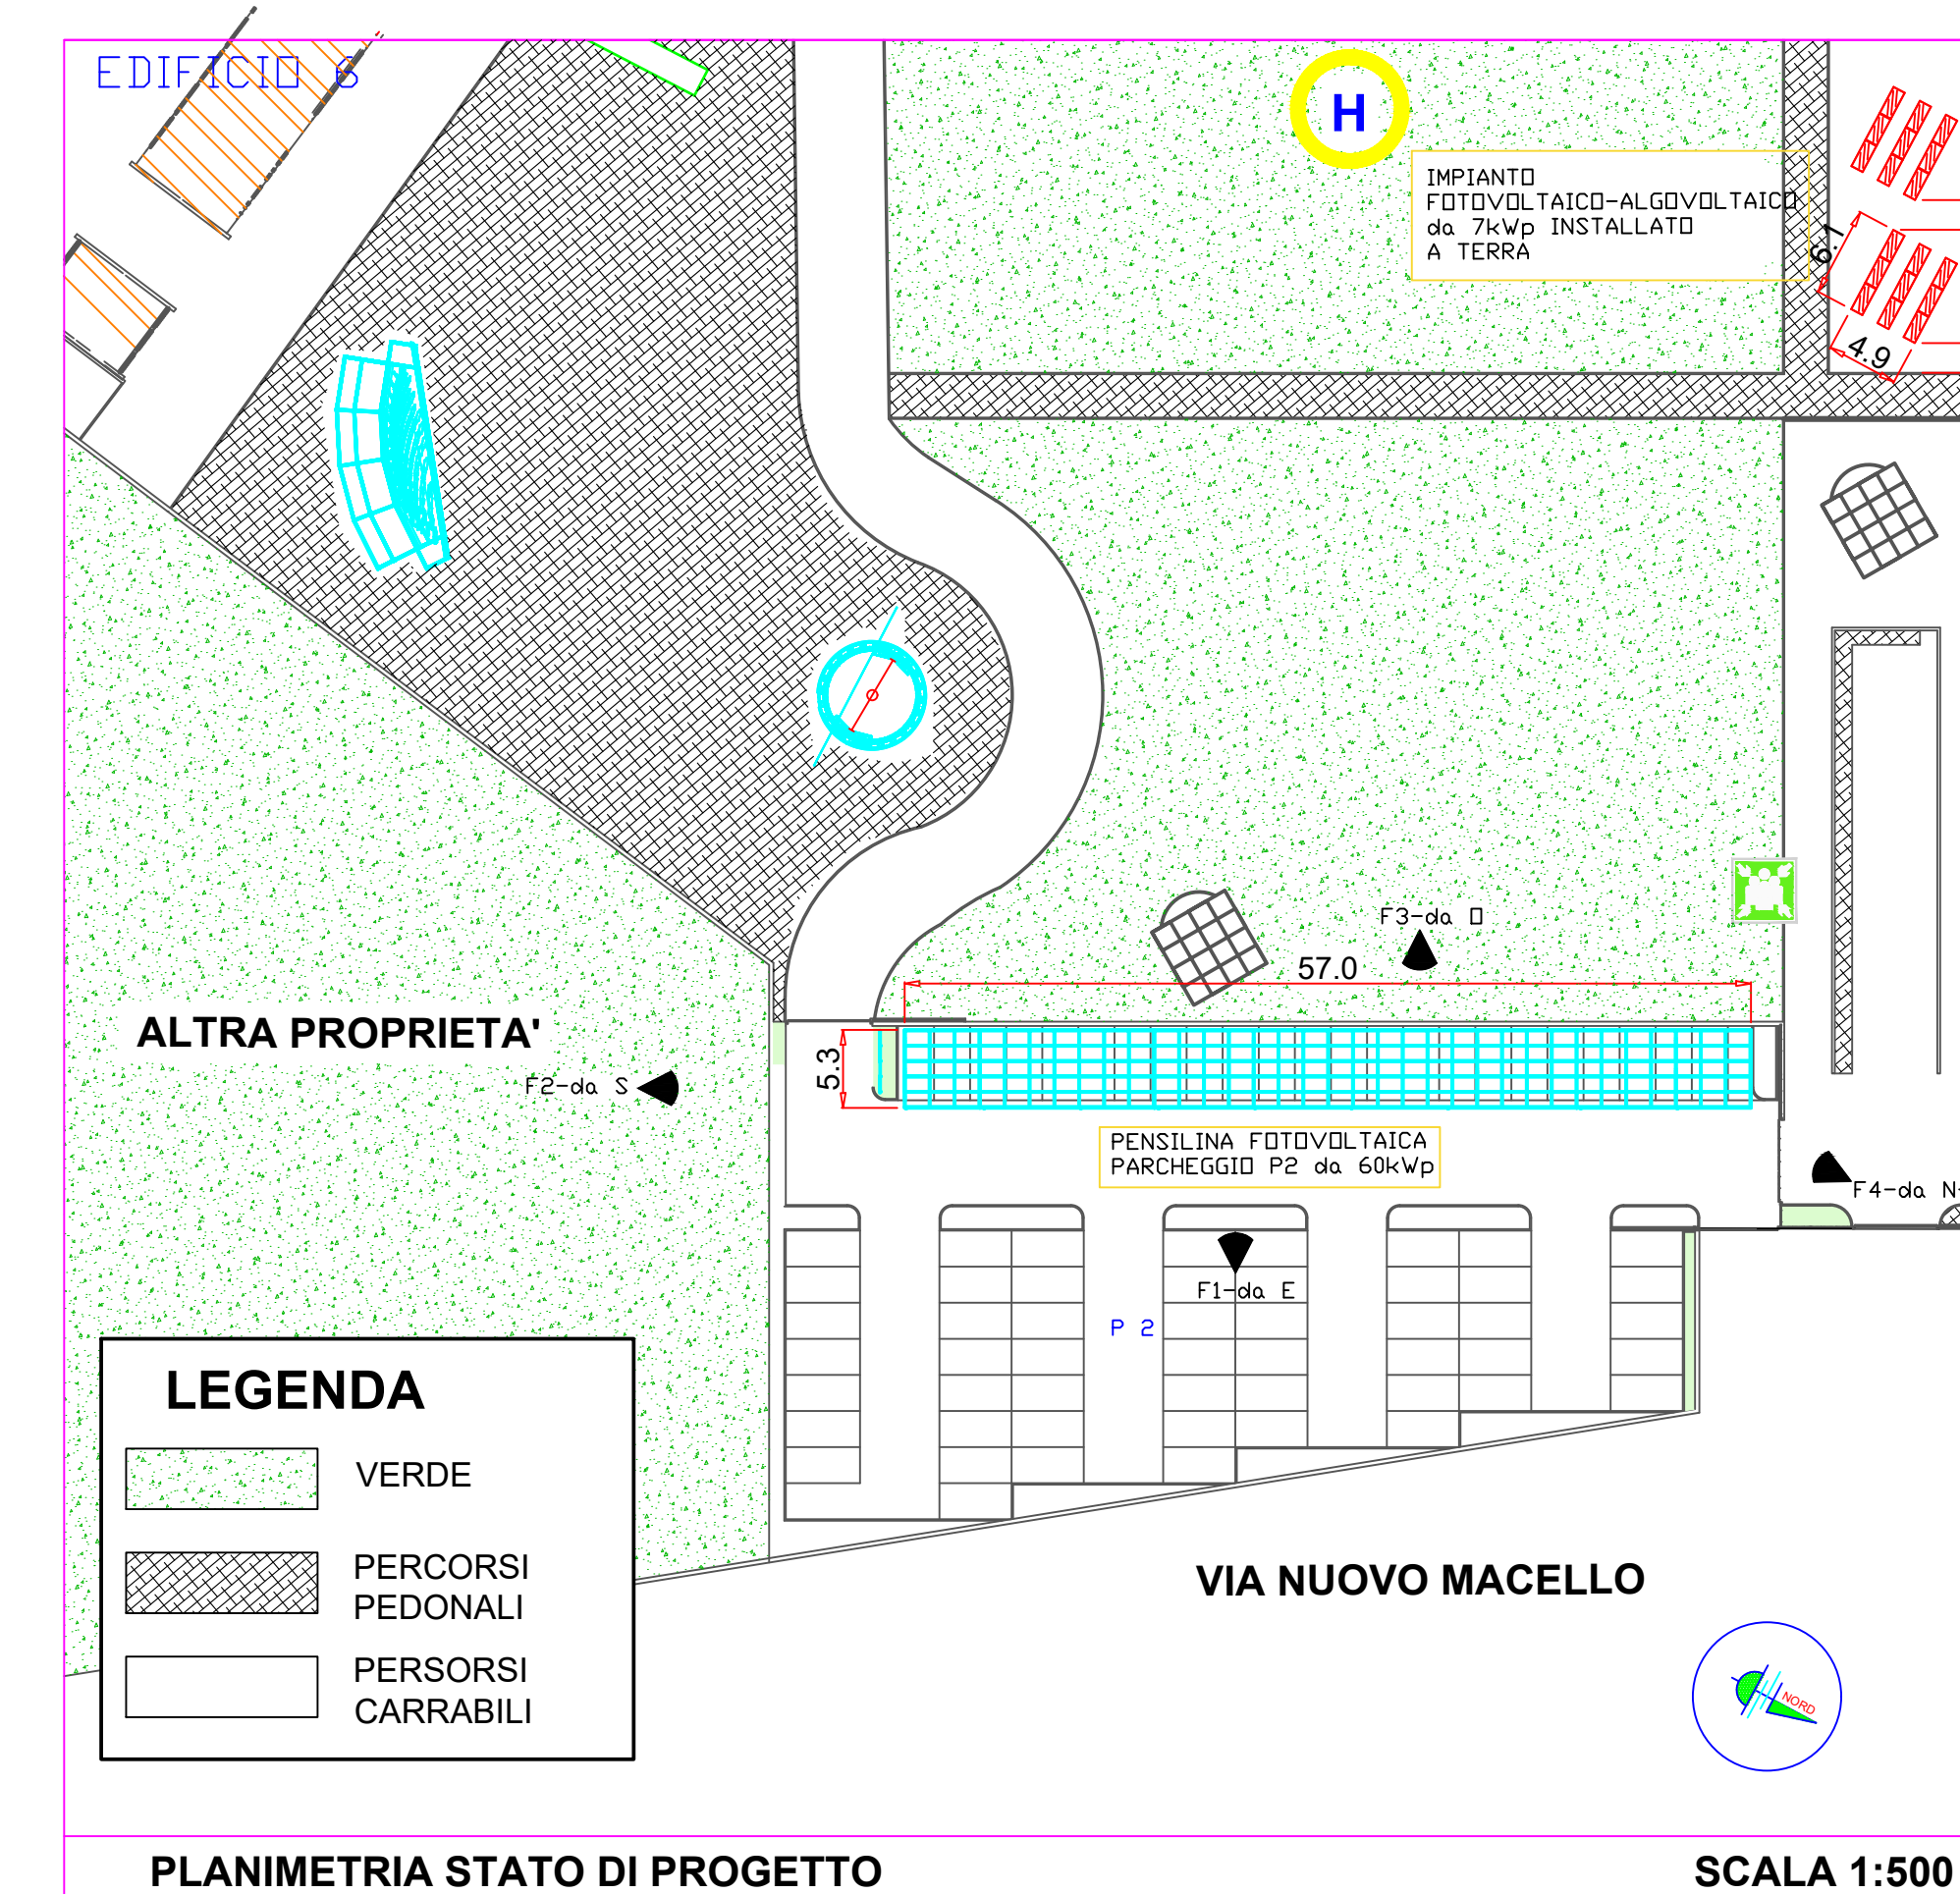 EDIFICIO 6
H
IMPIANTO
FOTOVOLTAICO-ALGOVOLTAICO
da 7kWp INSTALLATO
A TERRA
6.1
4.9
F3-da O
57.0
ALTRA PROPRIETA'
F2-da S
5.3
PENSILINA FOTOVOLTAICA
PARCHEGGIO P2 da 60kWp
F4-da N-
F1-da E
P 2
LEGENDA
VERDE
PERCORSI
PEDONALI
PERSORSI
CARRABILI
VIA NUOVO MACELLO
NORD
PLANIMETRIA STATO DI PROGETTO
SCALA 1:500